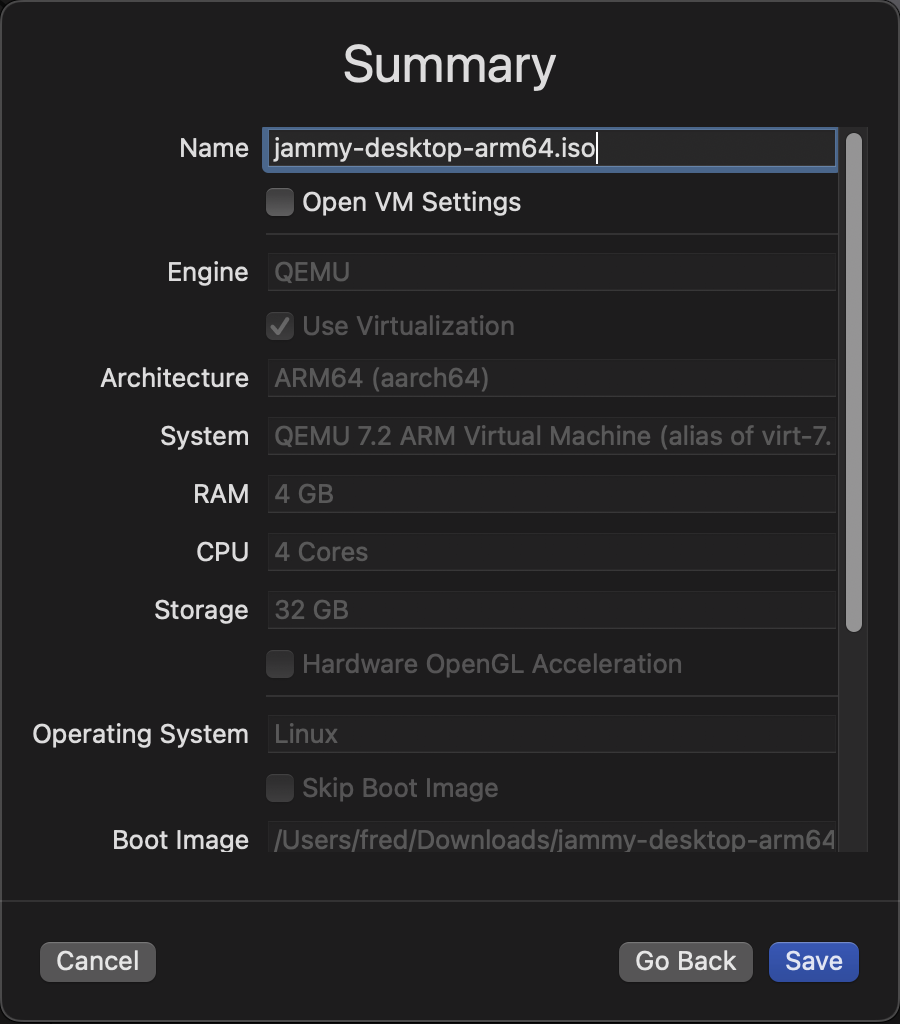 Summary
Name jammy-desktop-arm64.iso
Open VM Settings
Engine QEMU
Use Virtualization
Architecture ARM64 (aarch64)
System QEMU 7.2 ARM Virtual Machine (alias of virt-7.
RAM 4 GB
CPU 4 Cores
Storage 32 GB
Hardware OpenGL Acceleration
Operating System Linux
Skip Boot Image
Boot Image /Users/fred/Downloads/jammy-desktop-arm64
Cancel Go Back Save